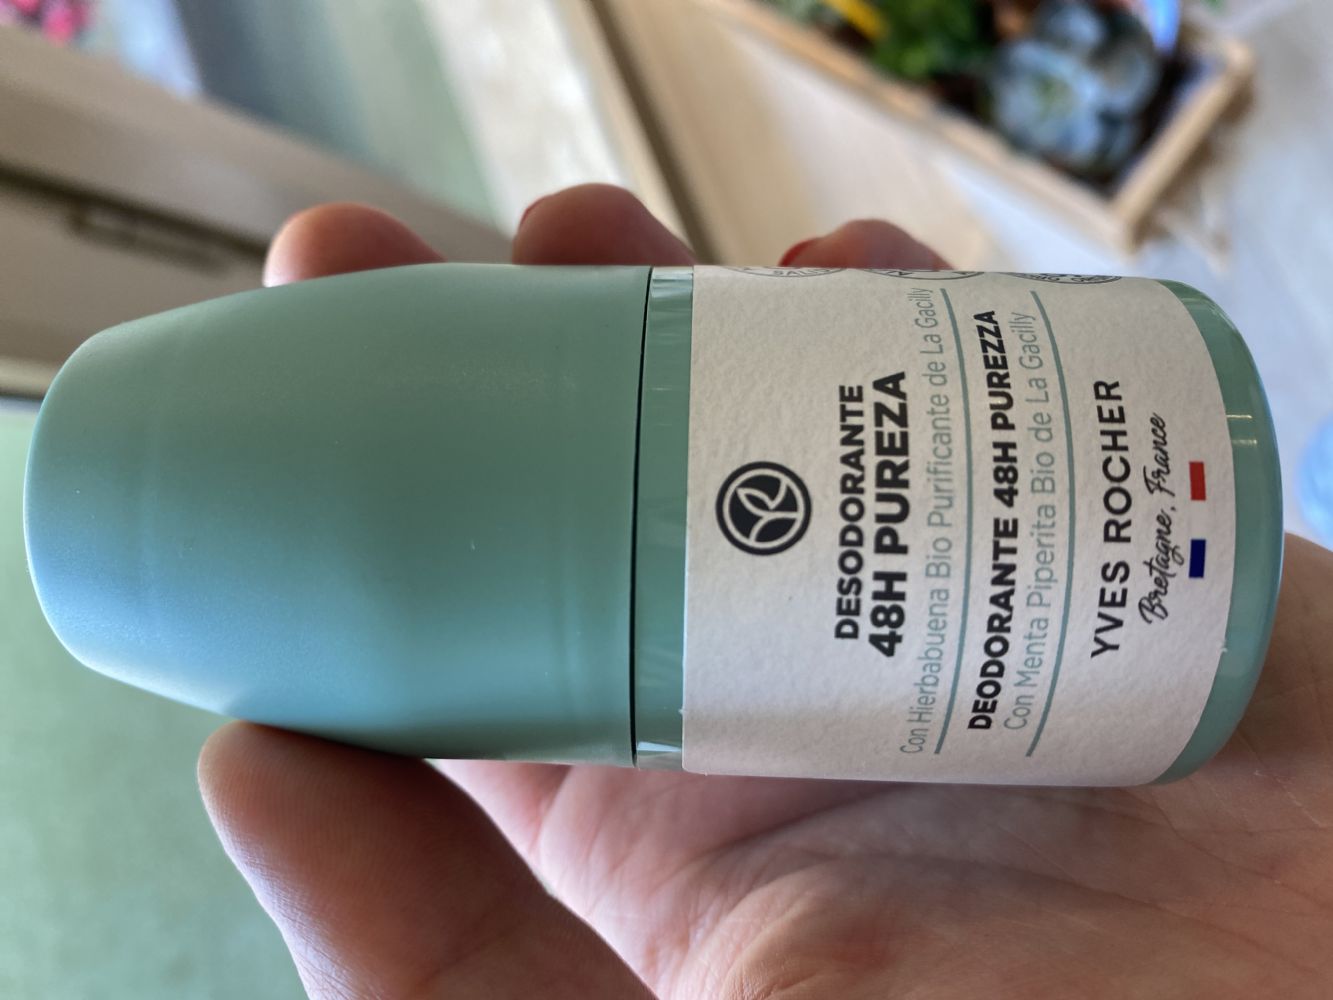 DESODORANTE
48H PUREZA
Con Hierbabuena Bio Purificante de La Gacilly
DEODORANTE 48H PUREZZA
Con Menta Piperita Bio de La Gacilly
YVES ROCHER
Bretagne, France